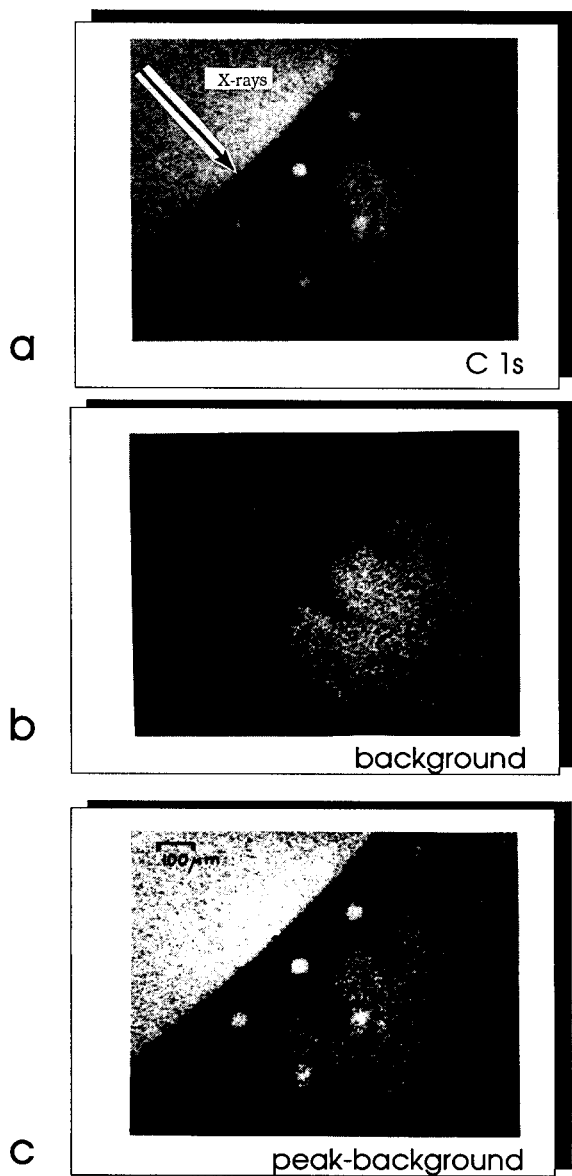 X-rays
a
C 1s
b
background
100 μm
c
peak-background